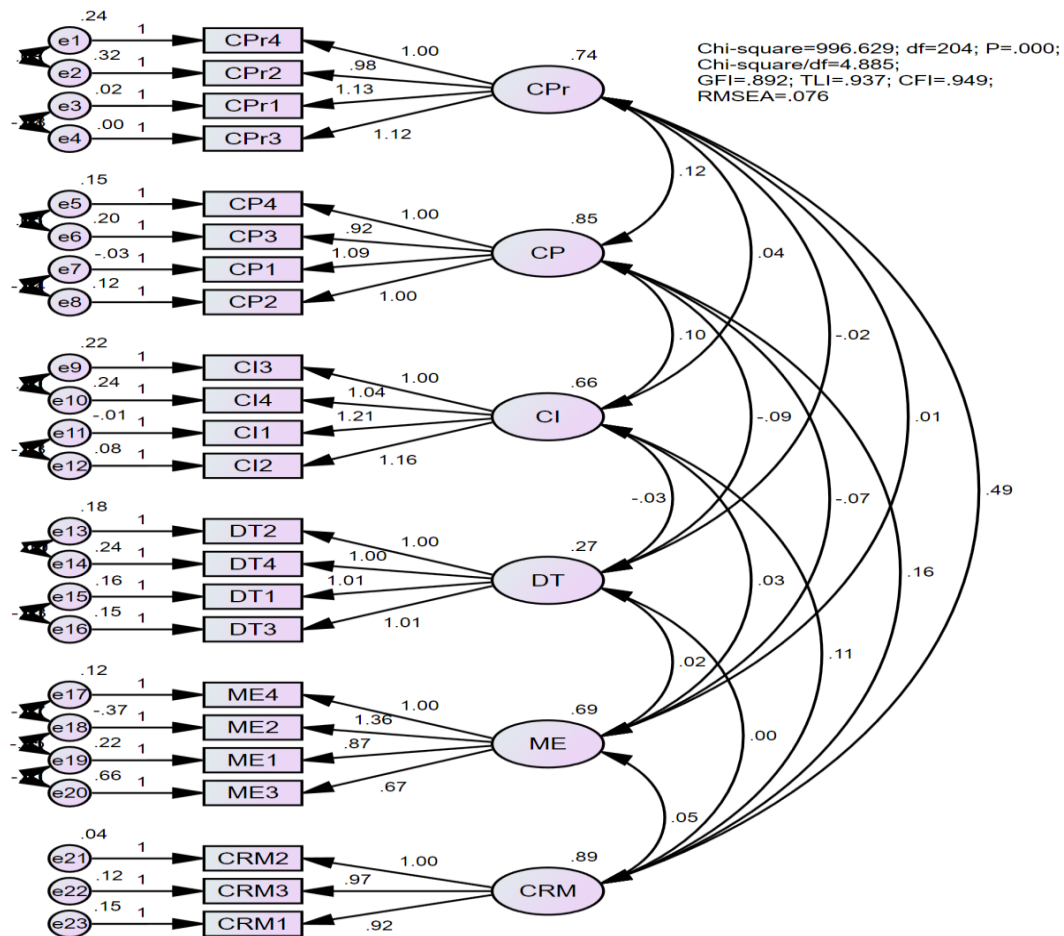 Chi-square=996.629; df=204; P=.000;
Chi-square/df=4.885;
GFI=.892; TLI=.937; CFI=.949;
RMSEA=.076
.24
e1 1 CPr4 1.00
.32
e2 1 CPr2 .98
.02
e3 1 CPr1 1.13
.00
e4 1 CPr3 1.12
.74
CPr
.12
.15
e5 1 CP4 1.00
.20
e6 1 CP3 .92
-.03
e7 1 CP1 1.09
.12
e8 1 CP2 1.00
.85
CP
.04
.10
-.02
.22
e9 1 CI3 1.00
.24
e10 1 CI4 1.04
-.01
e11 1 CI1 1.21
.08
e12 1 CI2 1.16
.66
CI
-.09
.01
-.03
-.07
.49
.18
e13 1 DT2 1.00
.24
e14 1 DT4 1.00
.16
e15 1 DT1 1.01
.15
e16 1 DT3 1.01
.27
DT
.03
.16
.02
.11
.12
e17 1 ME4 1.00
-.37
e18 1 ME2 1.36
.22
e19 1 ME1 .87
.66
e20 1 ME3 .67
.69
ME
.00
.05
.04
e21 1 CRM2 1.00
.12
e22 1 CRM3 .97
.15
e23 1 CRM1 .92
.89
CRM